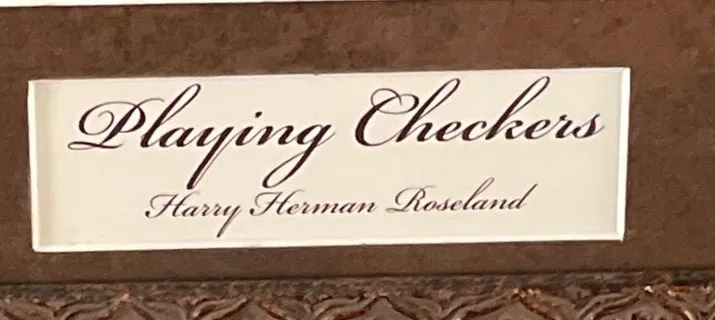 Playing Checkers
Harry Herman Roseland